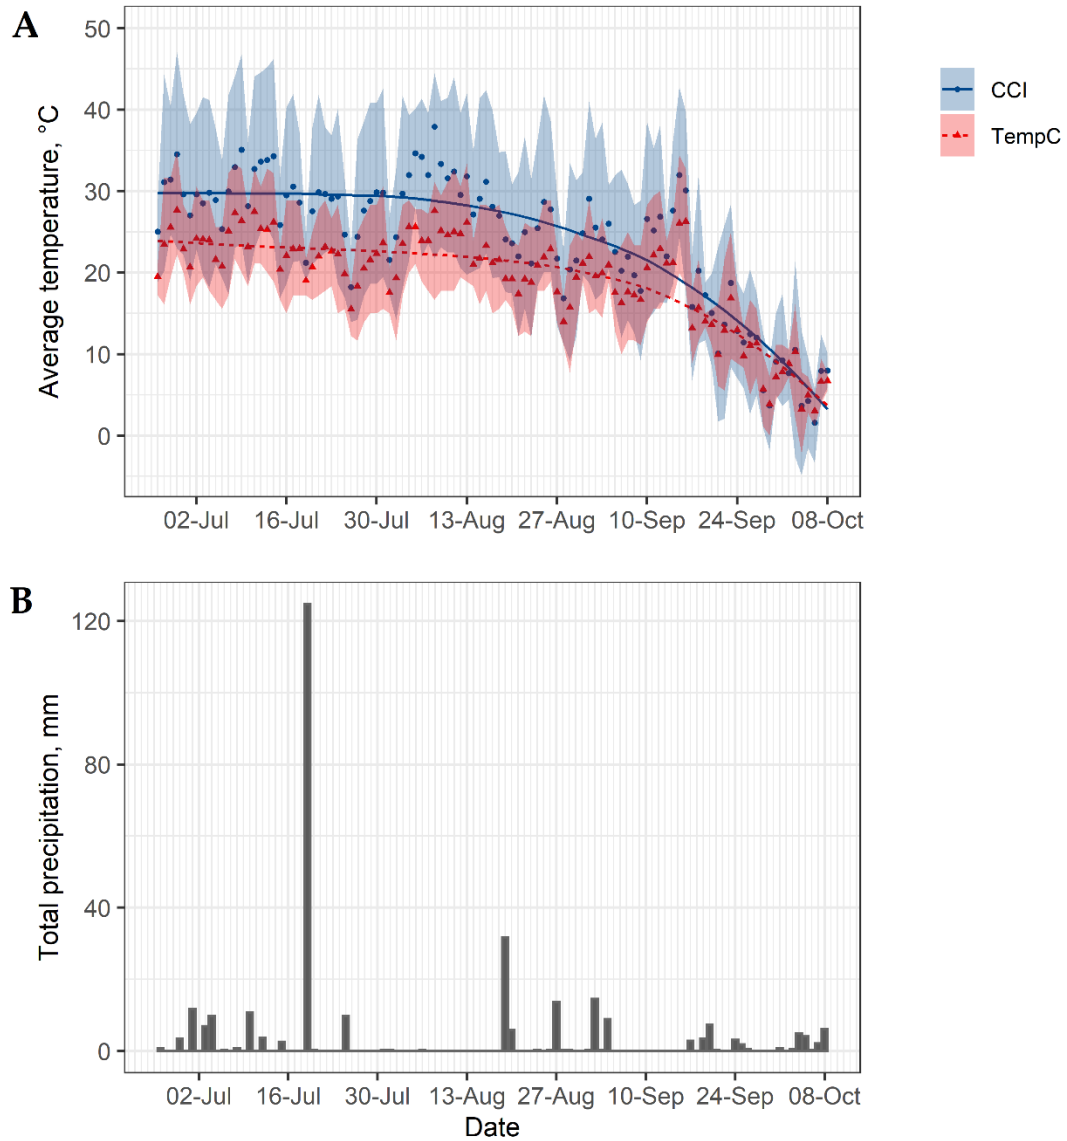 A
Average temperature, °C
50
40
30
20
10
0
02-Jul 16-Jul 30-Jul 13-Aug 27-Aug 10-Sep 24-Sep 08-Oct
CCI
TempC
B
Total precipitation, mm
120
80
40
0
02-Jul 16-Jul 30-Jul 13-Aug 27-Aug 10-Sep 24-Sep 08-Oct
Date